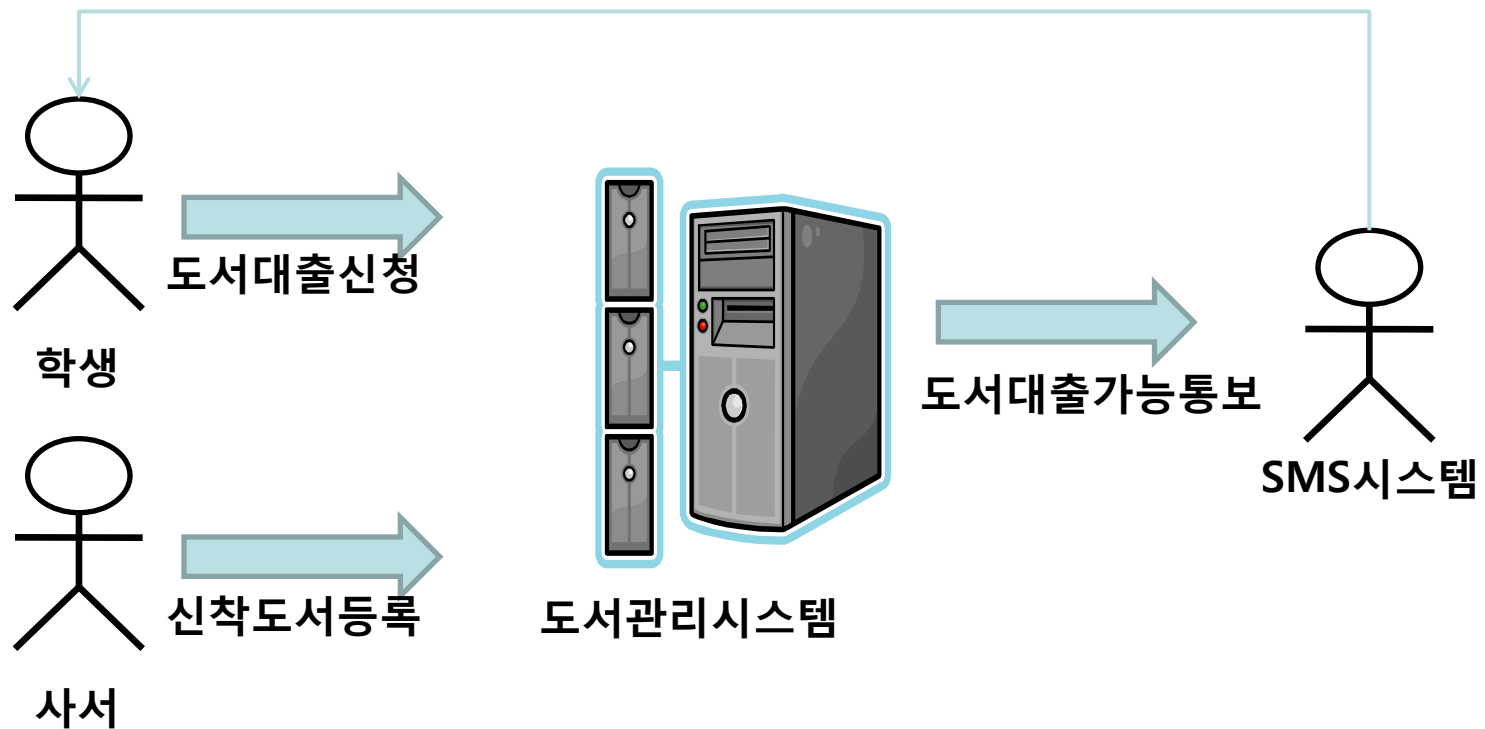 도서대출신청
학생
도서대출가능통보
SMS시스템
신착도서등록
도서관리시스템
사서